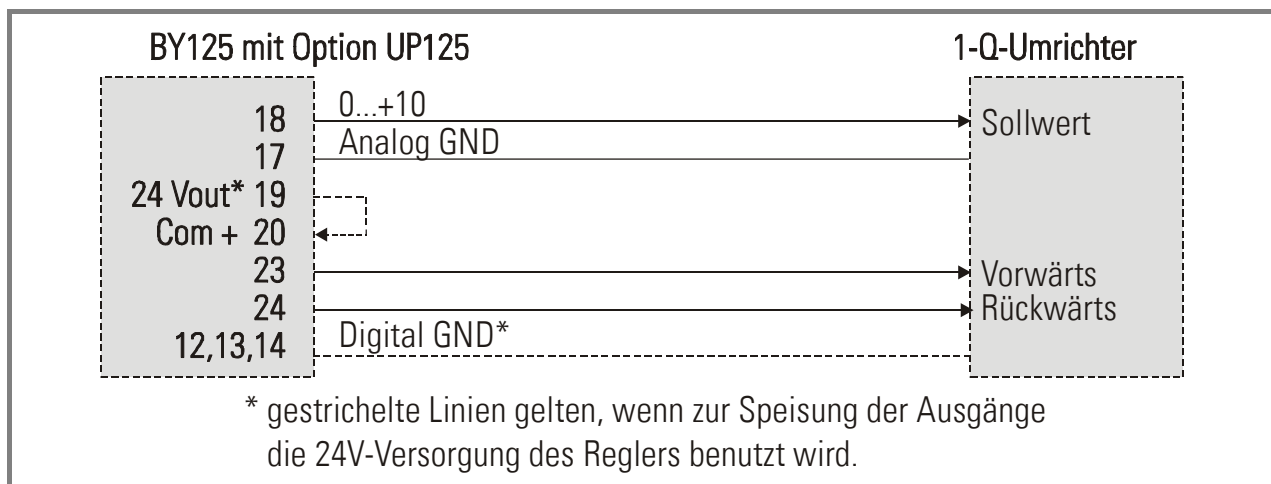 BY125 mit Option UP125 1-Q-Umrichter
18 0...+10 Sollwert
17 Analog GND
24 Vout* 19
Com + 20
23 Vorwärts
24 Rückwärts
12,13,14 Digital GND*
* gestrichelte Linien gelten, wenn zur Speisung der Ausgänge
die 24V-Versorgung des Reglers benutzt wird.